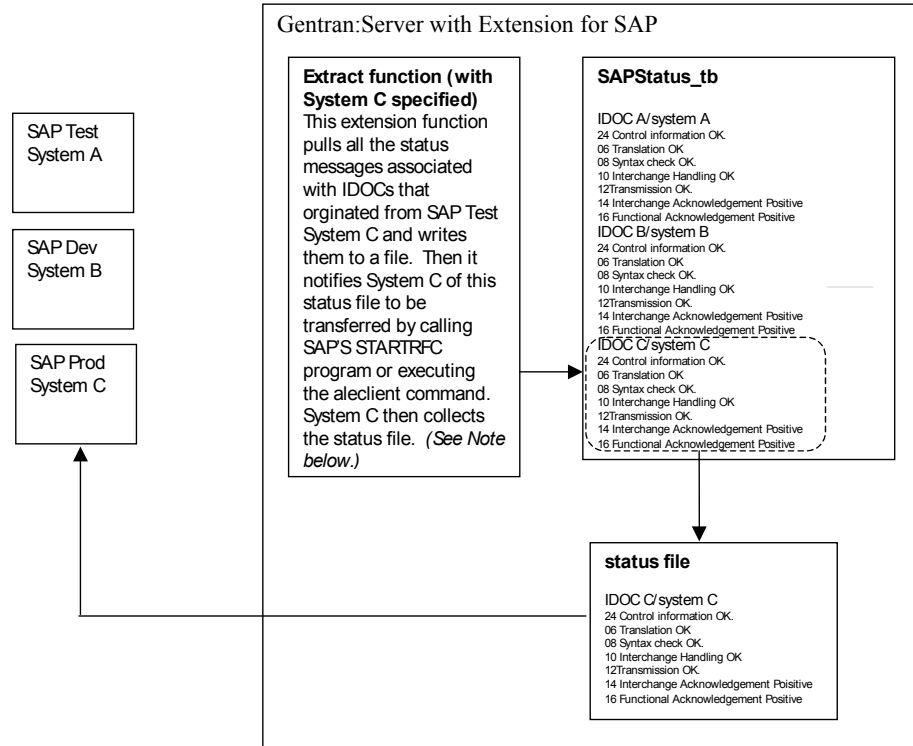 Gentran:Server with Extension for SAP
SAP Test
System A
SAP Dev
System B
SAP Prod
System C
Extract function (with
System C specified)
This extension function
pulls all the status
messages associated
with IDOCs that
orginated from SAP Test
System C and writes
them to a file. Then it
notifies System C of this
status file to be
transferred by calling
SAP'S STARTRFC
program or executing
the aleclient command.
System C then collects
the status file. (See Note
below.)
SAPStatus_tb
IDOC A/system A
24 Control information OK.
06 Translation OK
08 Syntax check OK.
10 Interchange Handling OK
12Transmission OK.
14 Interchange Acknowledgement Positive
16 Functional Acknowledgement Positive
IDOC B/system B
24 Control information OK.
06 Translation OK
08 Syntax check OK.
10 Interchange Handling OK
12Transmission OK.
14 Interchange Acknowledgement Positive
16 Functional Acknowledgement Positive
IDOC C/system C
24 Control information OK.
06 Translation OK
08 Syntax check OK.
10 Interchange Handling OK
12Transmission OK.
14 Interchange Acknowledgement Positive
16 Functional Acknowledgement Positive
status file
IDOC C/system C
24 Control information OK.
06 Translation OK
08 Syntax check OK.
10 Interchange Handling OK
12Transmission OK.
14 Interchange Acknowledgement Poisitive
16 Functional Acknowledgement Positive